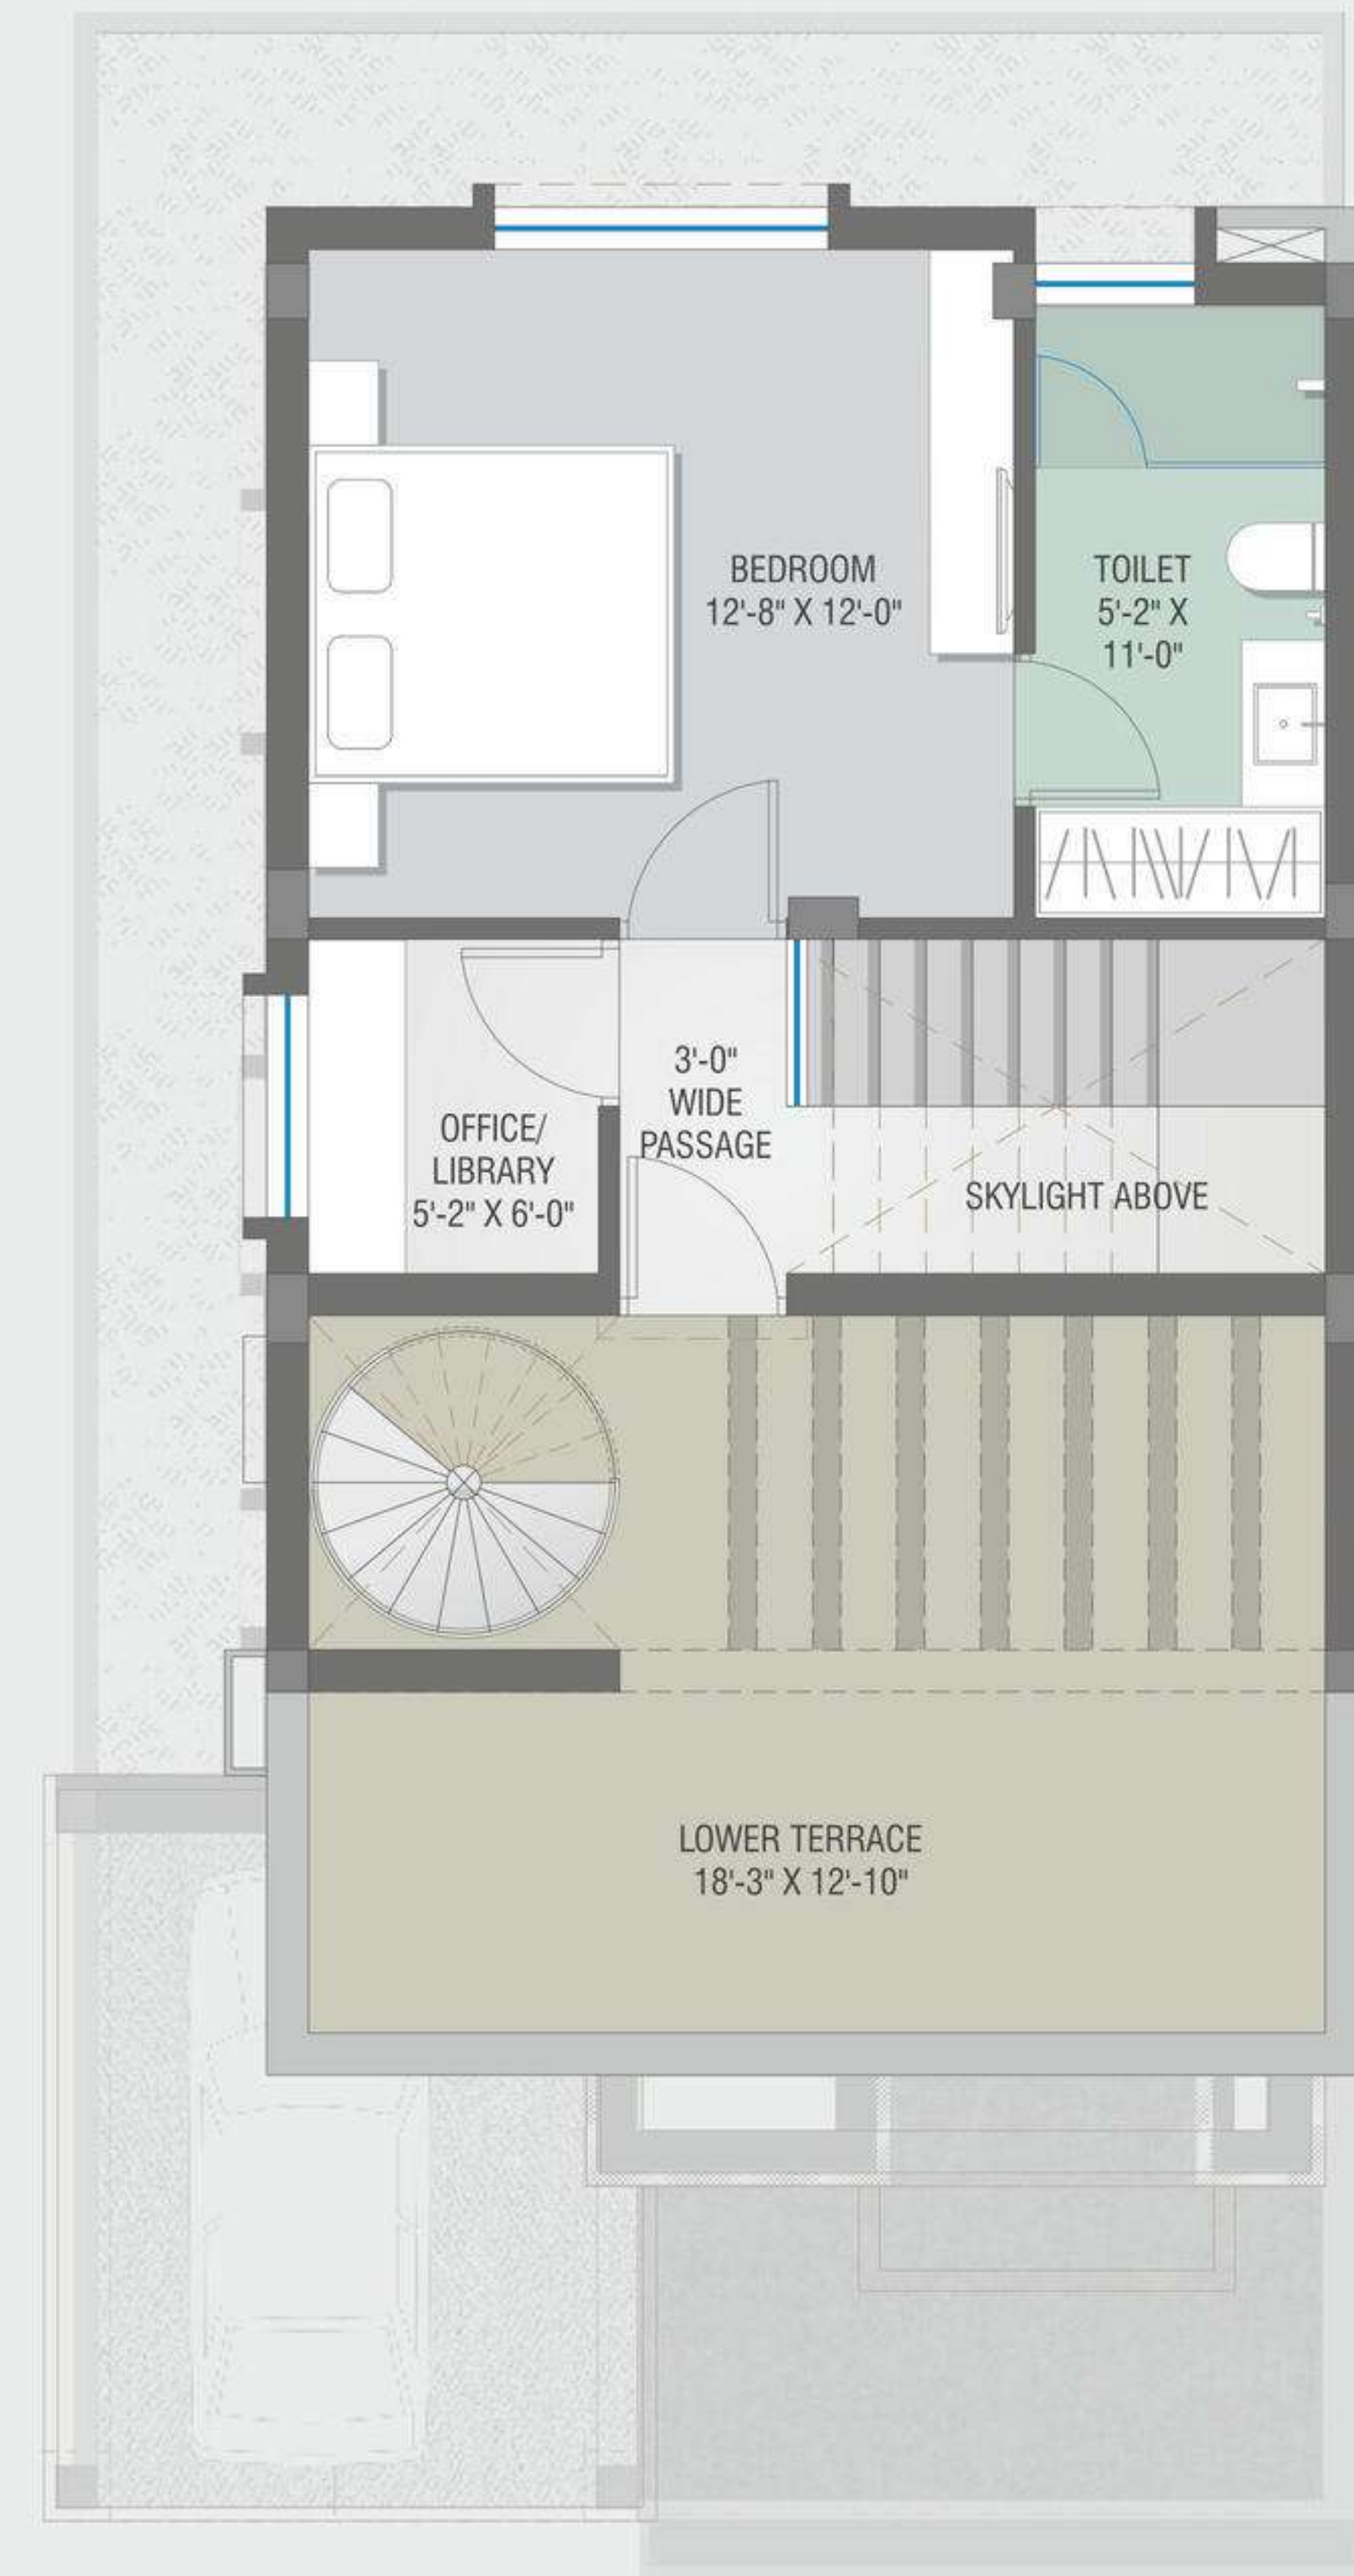 BEDROOM
12'-8" X 12'-0"
TOILET
5'-2" X
11'-0"
3'-0"
WIDE
PASSAGE
OFFICE/
LIBRARY
5'-2" X 6'-0"
SKYLIGHT ABOVE
LOWER TERRACE
18'-3" X 12'-10"